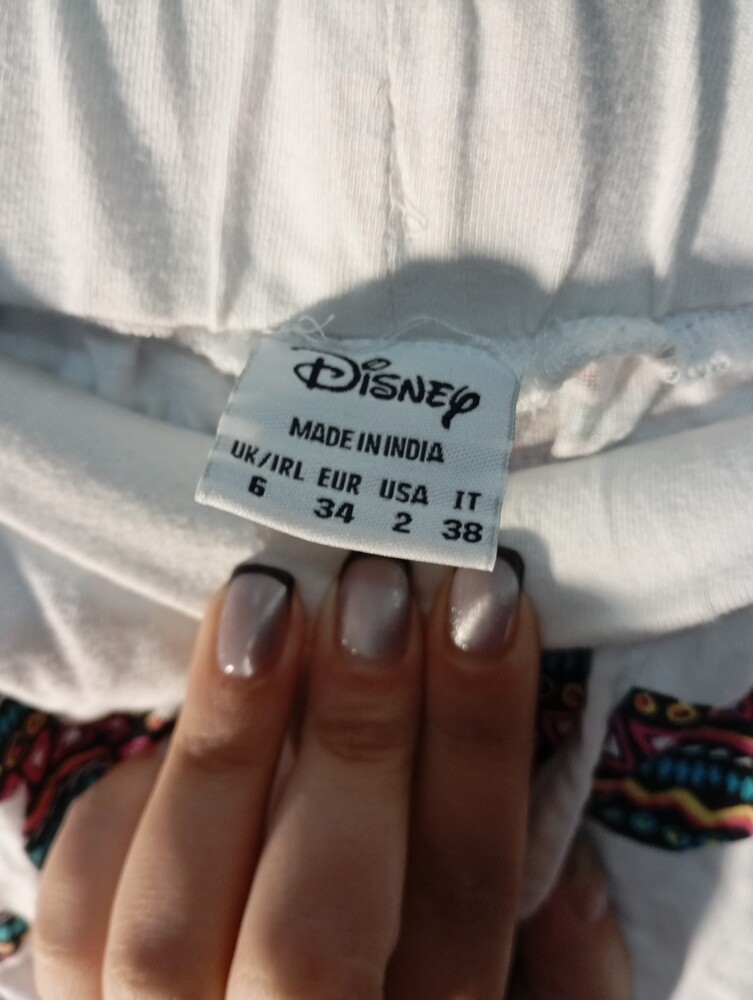 Disney
MADE IN INDIA
UK/IRL EUR USA IT
6 34 2 38